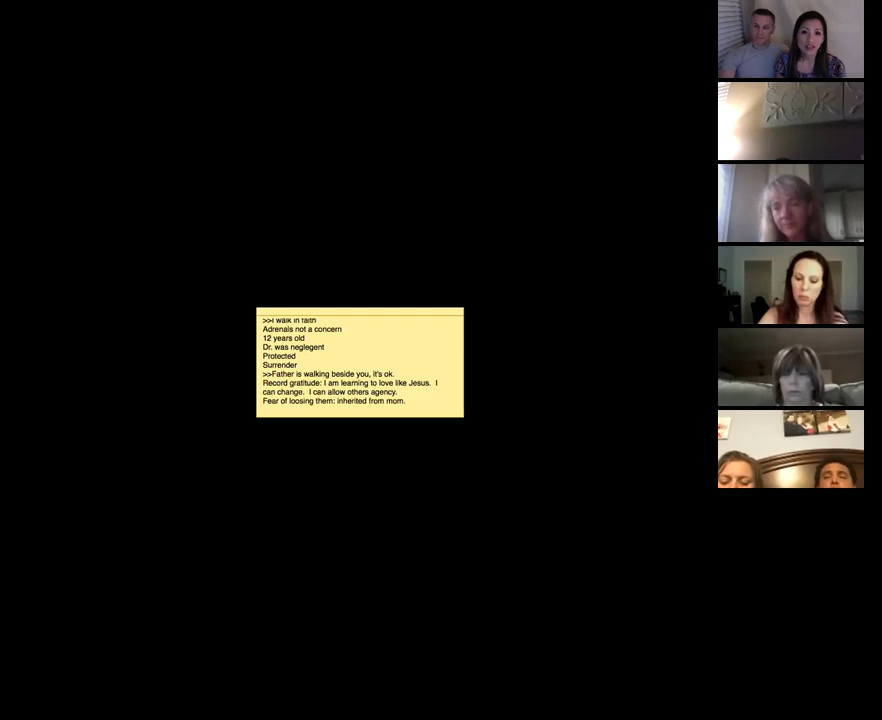 >>I walk in faith
Adrenals not a concern
12 years old
Dr. was neglegent
Protected
Surrender
>>Father is walking beside you, it's ok.
Record gratitude: I am learning to love like Jesus.  I
can change.  I can allow others agency.
Fear of loosing them: inherited from mom.